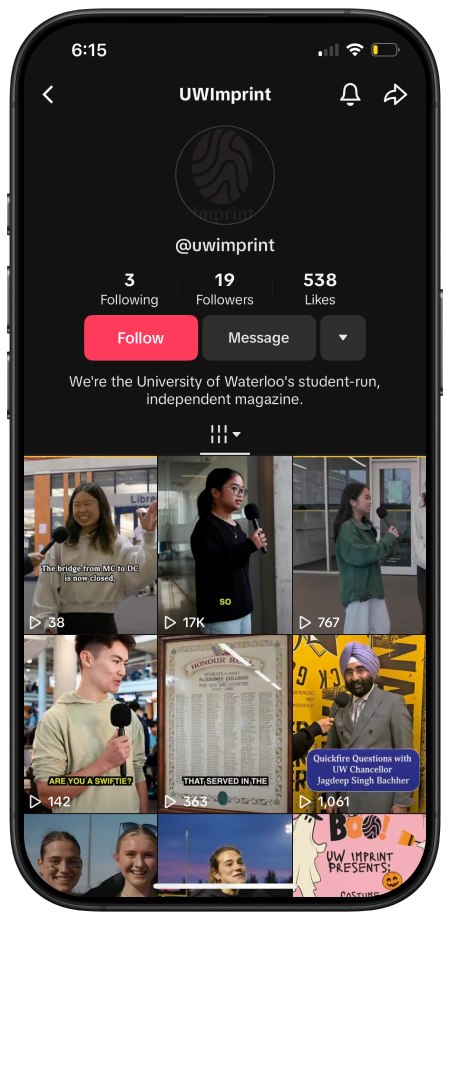 6:15
UWImprint
Imprint
@uwimprint
3
Following
19
Followers
538
Likes
Follow
Message
We're the University of Waterloo's student-run,
independent magazine.
The bridge from MC to DC
is now closed,
38
so
17K
767
ARE YOU A SWIFTIE?
142
HONOUR ROLL
THAT SERVED IN THE
363
Quickfire Questions with
UW Chancellor
Jagdeep Singh Bachher
1,061
BOO!
UW IMPRINT
PRESENTS:
COSTUME